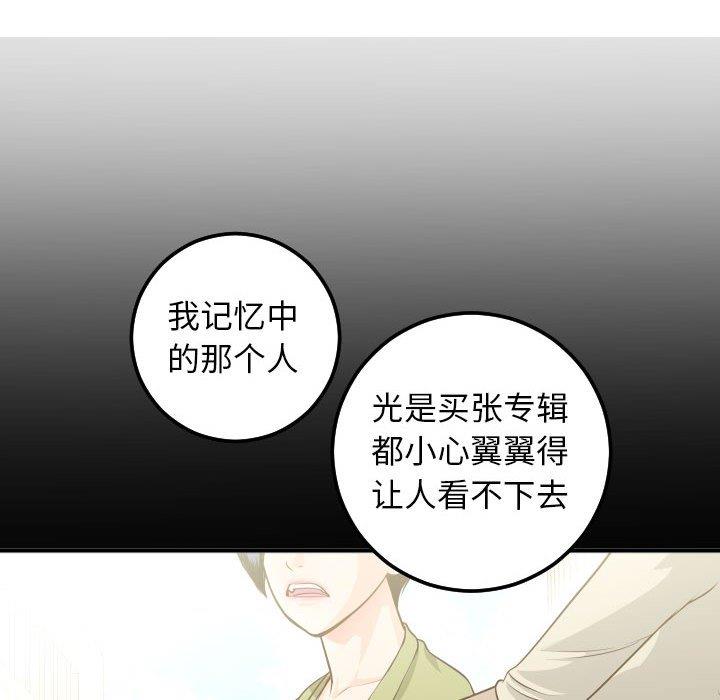 我记忆中
的那个人
光是买张专辑
都小心翼翼得
让人看不下去